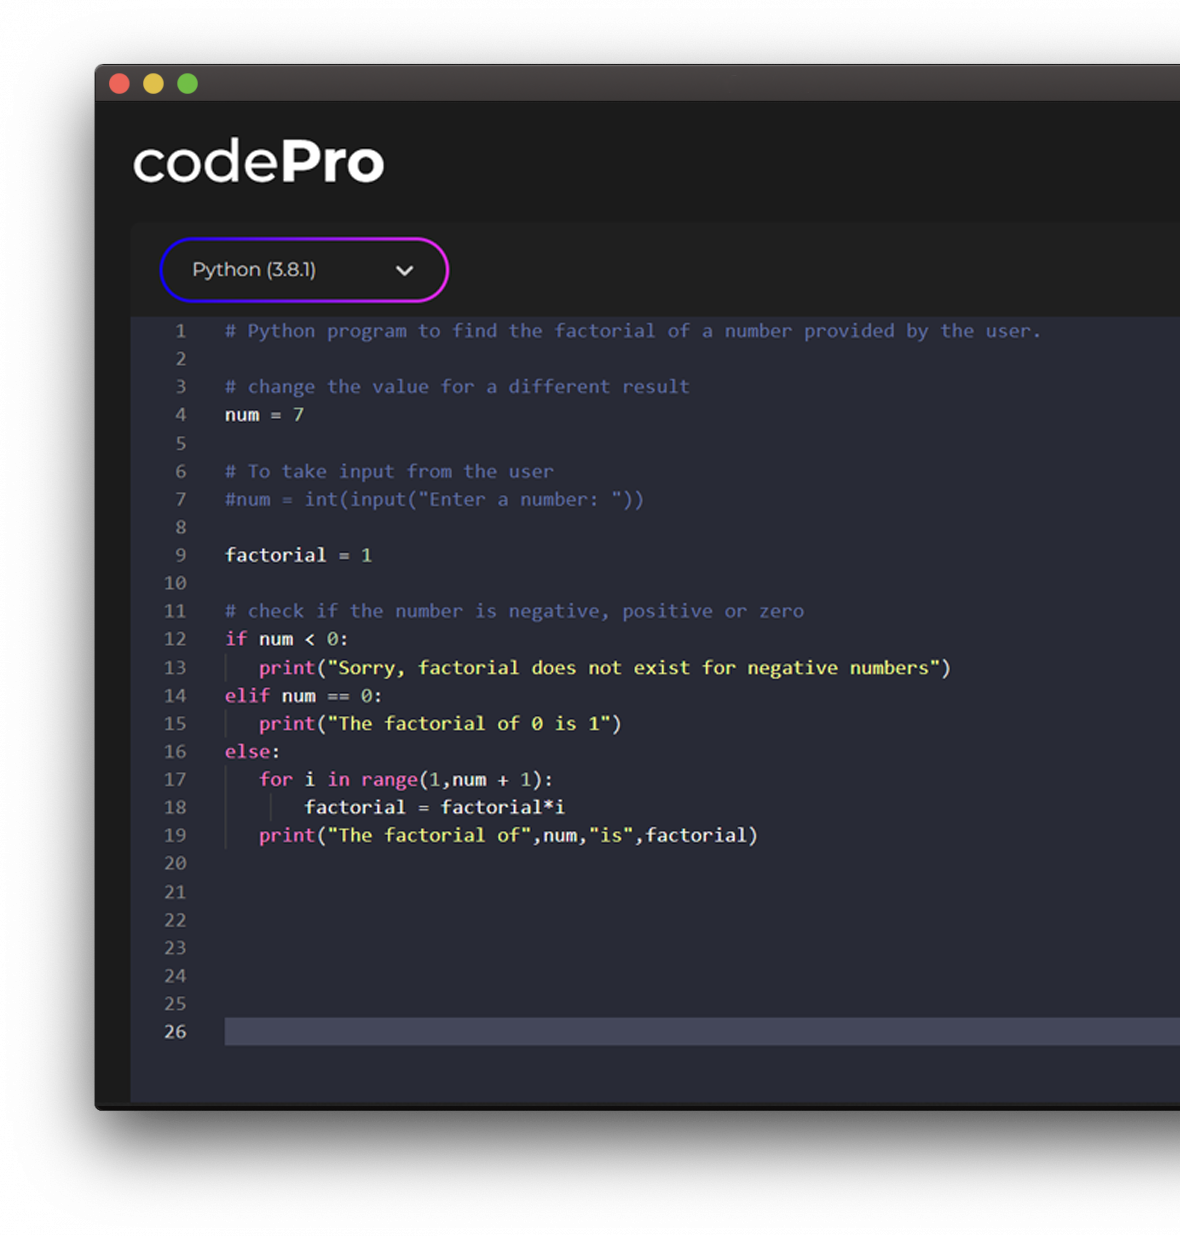 codePro
Python (3.8.1)
1 # Python program to find the factorial of a number provided by the user.
2
3 # change the value for a different result
4 num = 7
5
6 # To take input from the user
7 #num = int(input("Enter a number: "))
8
9 factorial = 1
10
11 # check if the number is negative, positive or zero
12 if num < 0:
13    print("Sorry, factorial does not exist for negative numbers")
14 elif num == 0:
15    print("The factorial of 0 is 1")
16 else:
17    for i in range(1,num + 1):
18        factorial = factorial*i
19    print("The factorial of",num,"is",factorial)
20
21
22
23
24
25
26